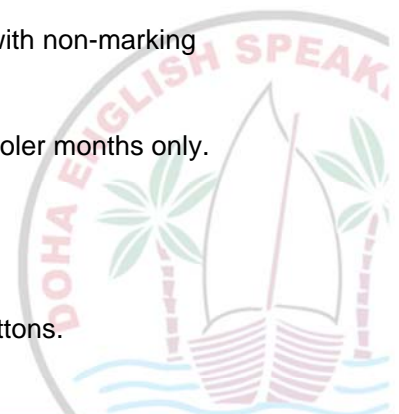 with non-marking
oler months only.
ttons.
DOHA ENGLISH SPEAK